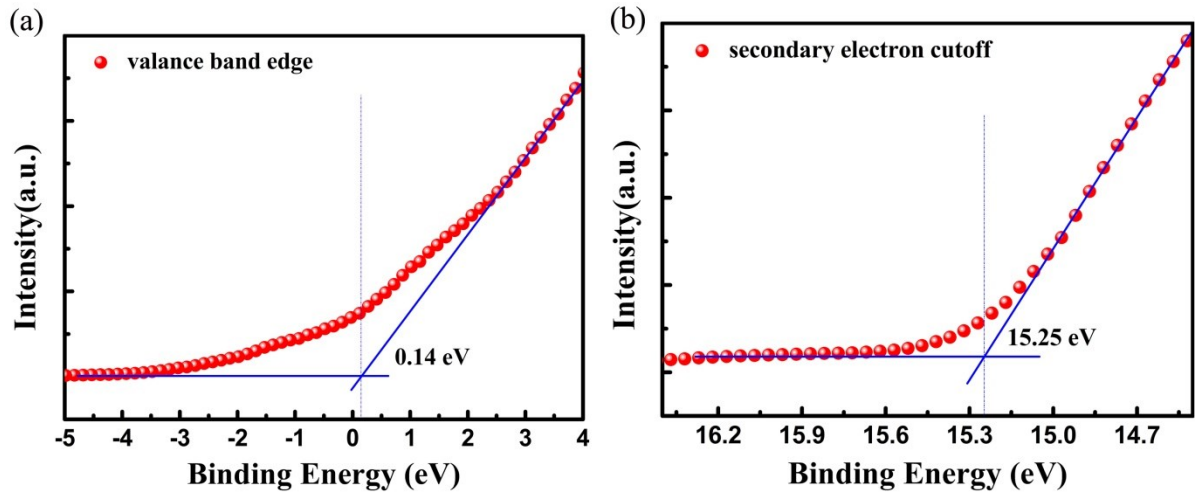 (a)
valance band edge
Intensity(a.u.)
0.14 eV
-5 -4 -3 -2 -1 0 1 2 3 4
Binding Energy (eV)
(b)
secondary electron cutoff
Intensity(a.u.)
15.25 eV
16.2 15.9 15.6 15.3 15.0 14.7
Binding Energy (eV)